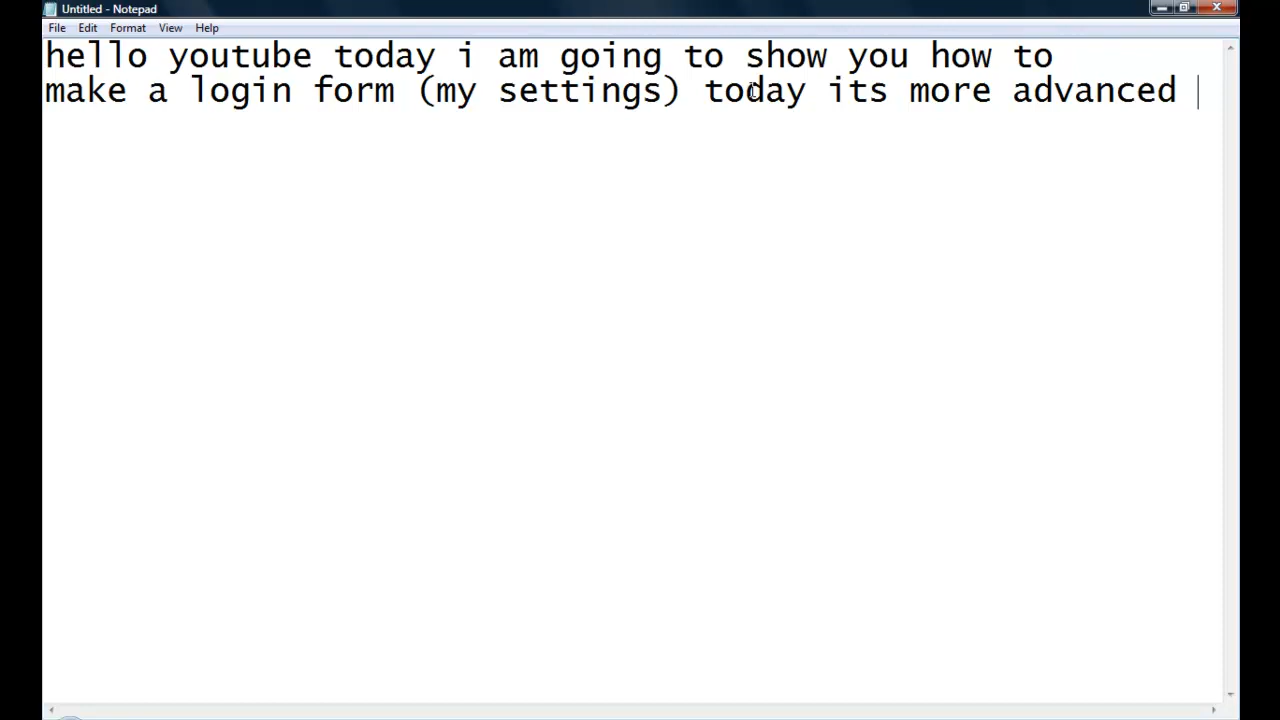 Untitled - Notepad
File Edit Format View Help
hello youtube today i am going to show you how to
make a login form (my settings) today its more advanced